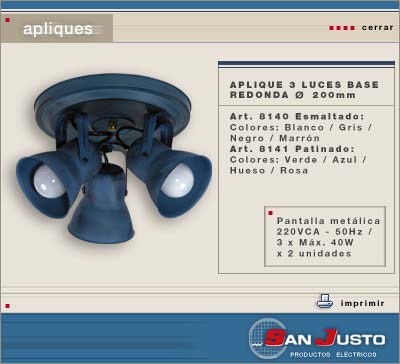 apliques
cerrar
APLIQUE 3 LUCES BASE
REDONDA Ø 200mm
Art. 8140 Esmaltado:
Colores: Blanco / Gris /
Negro / Marrón
Art. 8141 Patinado:
Colores: Verde / Azul /
Hueso / Rosa
Pantalla metálica
220VCA - 50Hz /
3 x Máx. 40W
x 2 unidades
imprimir
SAN JUSTO
PRODUCTOS ELÉCTRICOS